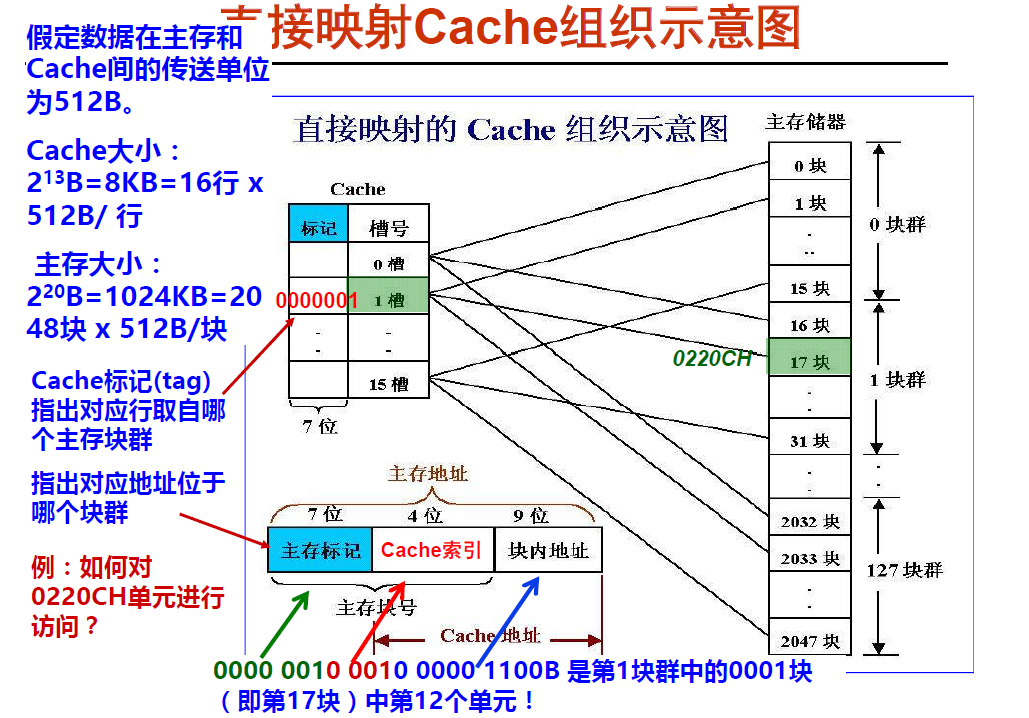 直接映射Cache组织示意图
假定数据在主存和
Cache间的传送单位
为512B。
Cache大小：
2¹³B=8KB=16行 x
512B/ 行
主存大小：
2²⁰B=1024KB=20
48块 x 512B/块
Cache标记(tag)
指出对应行取自哪
个主存块群
指出对应地址位于
哪个块群
例：如何对
0220CH单元进行
访问？
直接映射的 Cache 组织示意图
主存储器
Cache
标记 槽号
0 槽
0000001 1 槽
- -
- -
15 槽
7 位
0 块
1 块
-
--
15 块
16 块
0220CH 17 块
-
-
31 块
-
-
2032 块
2033 块
-
-
2047 块
0 块群
1 块群
-
-
127 块群
主存地址
7 位 4 位 9 位
主存标记 Cache索引 块内地址
主存块号
Cache 地址
0000 0010 0010 0000 1100B 是第1块群中的0001块
（即第17块）中第12个单元！